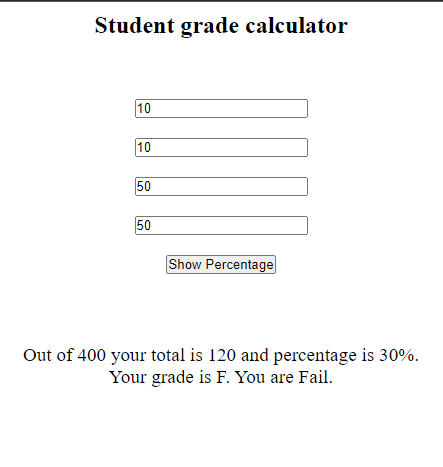 Student grade calculator
10
10
50
50
Show Percentage
Out of 400 your total is 120 and percentage is 30%.
Your grade is F. You are Fail.